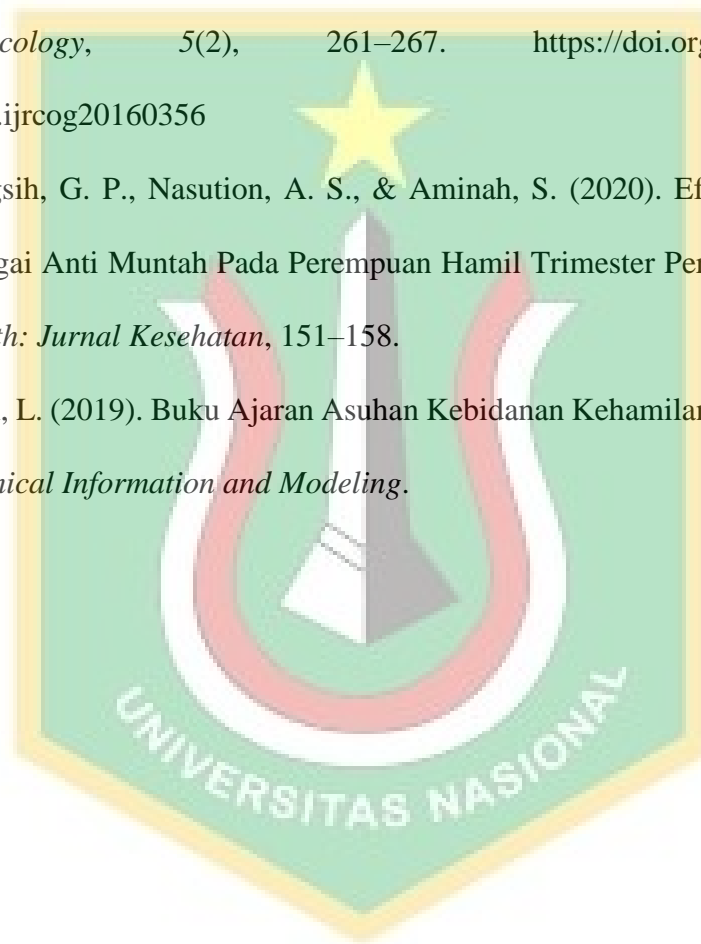 cology, 5(2), 261–267. https://doi.org
.ijrcog20160356
gsih, G. P., Nasution, A. S., & Aminah, S. (2020). Ef
gai Anti Muntah Pada Perempuan Hamil Trimester Per
th: Jurnal Kesehatan, 151–158.
, L. (2019). Buku Ajaran Asuhan Kebidanan Kehamilan
nical Information and Modeling.
UNIVERSITAS NASIONAL